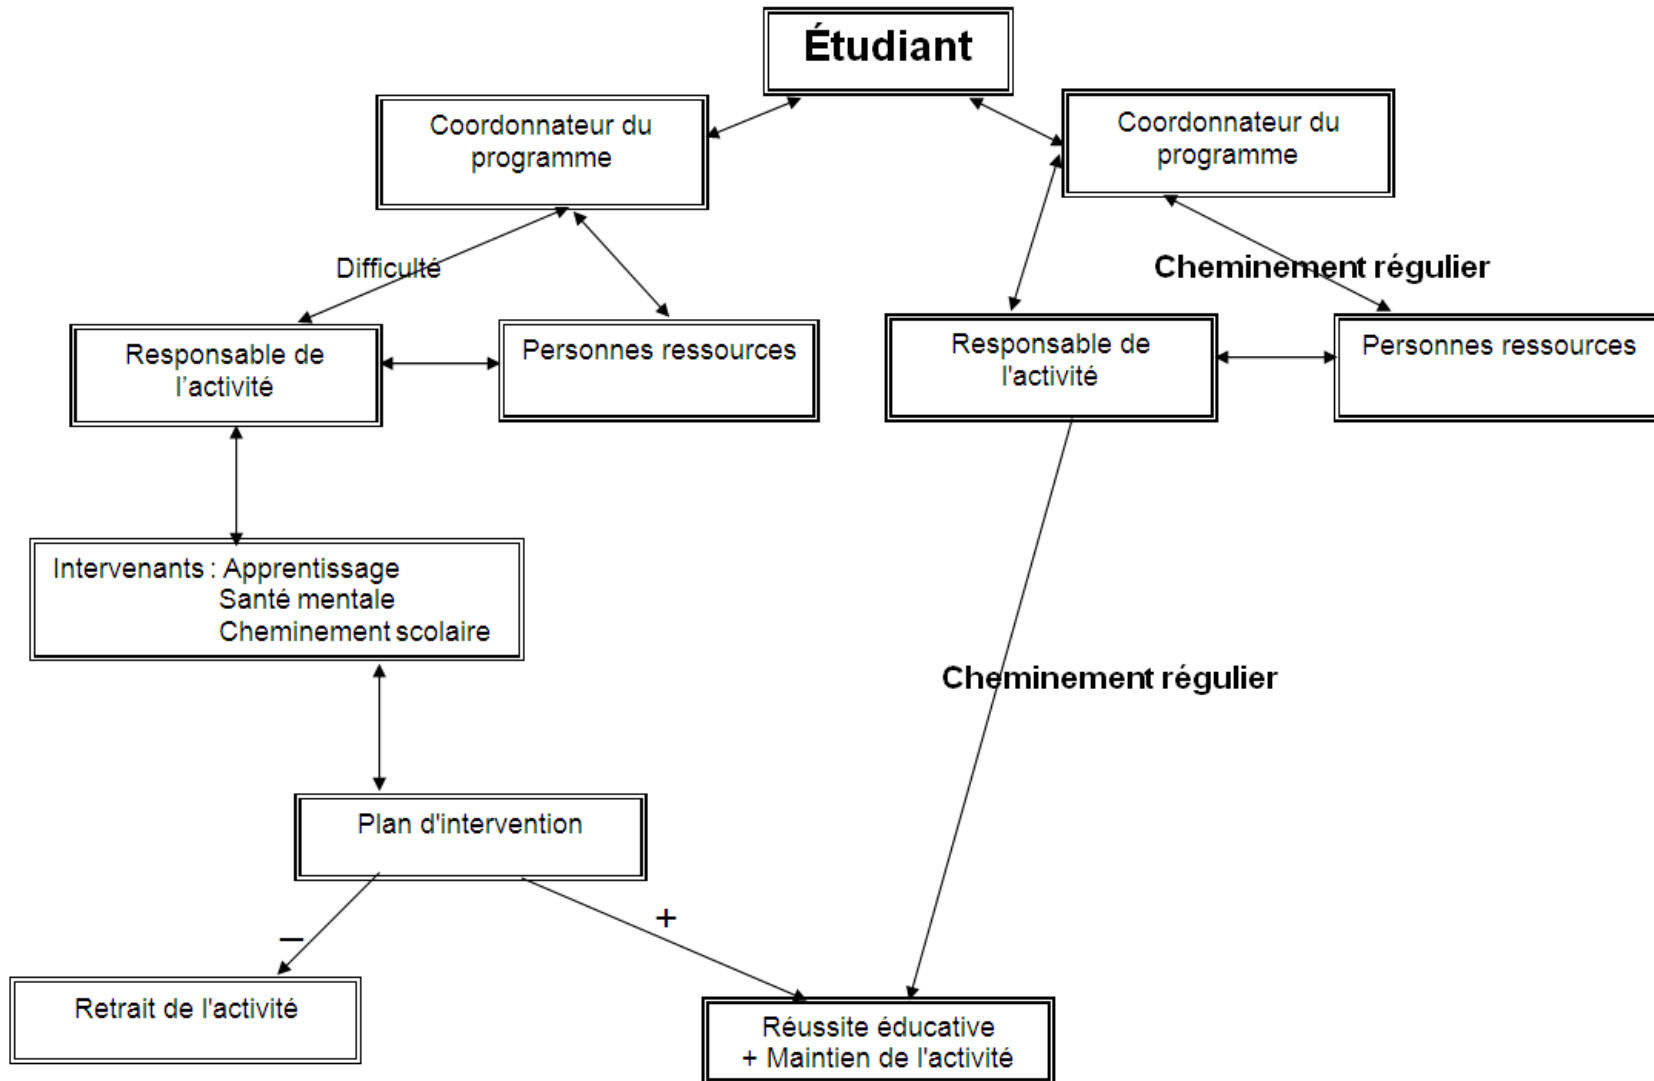 Étudiant
Coordonnateur du
programme
Coordonnateur du
programme
Difficulté
Cheminement régulier
Responsable de
l’activité
Personnes ressources
Responsable de
l'activité
Personnes ressources
Intervenants : Apprentissage
Santé mentale
Cheminement scolaire
Cheminement régulier
Plan d'intervention
–
+
Retrait de l'activité
Réussite éducative
+ Maintien de l'activité